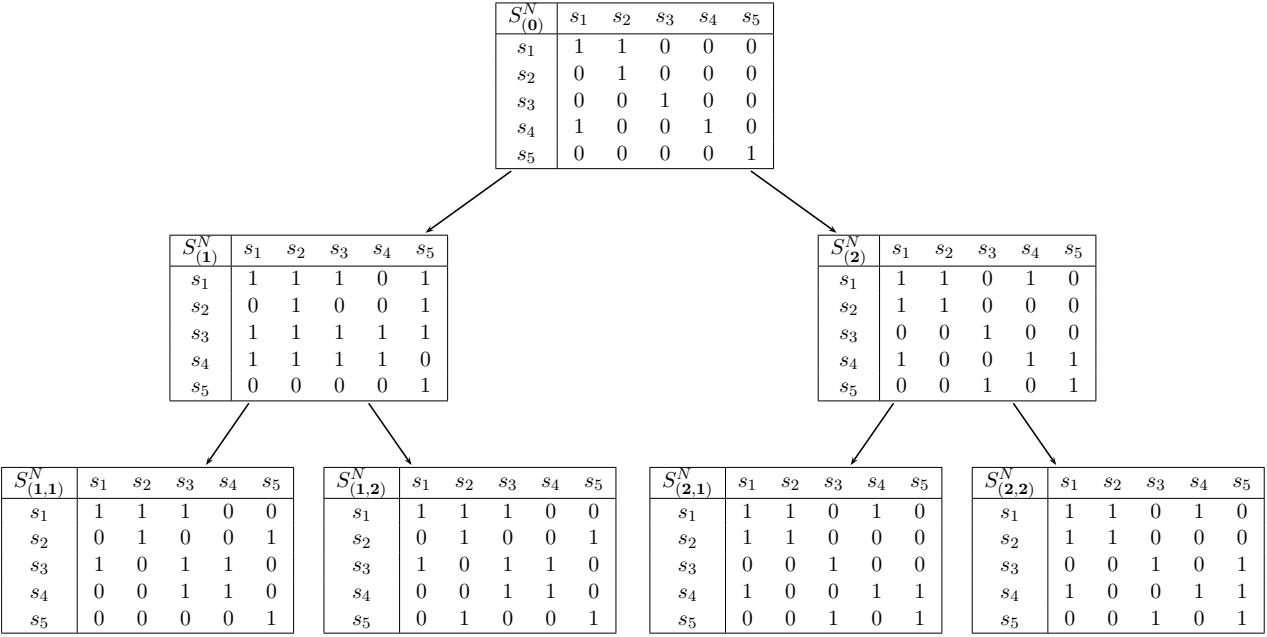 S^N_(0) s1 s2 s3 s4 s5
s1 1 1 0 0 0
s2 0 1 0 0 0
s3 0 0 1 0 0
s4 1 0 0 1 0
s5 0 0 0 0 1
S^N_(1) s1 s2 s3 s4 s5
s1 1 1 1 0 1
s2 0 1 0 0 1
s3 1 1 1 1 1
s4 1 1 1 1 0
s5 0 0 0 0 1
S^N_(2) s1 s2 s3 s4 s5
s1 1 1 0 1 0
s2 1 1 0 0 0
s3 0 0 1 0 0
s4 1 0 0 1 1
s5 0 0 1 0 1
S^N_(1,1) s1 s2 s3 s4 s5
s1 1 1 1 0 0
s2 0 1 0 0 1
s3 1 0 1 1 0
s4 0 0 1 1 0
s5 0 0 0 0 1
S^N_(1,2) s1 s2 s3 s4 s5
s1 1 1 1 0 0
s2 0 1 0 0 1
s3 1 0 1 1 0
s4 0 0 1 1 0
s5 0 1 0 0 1
S^N_(2,1) s1 s2 s3 s4 s5
s1 1 1 0 1 0
s2 1 1 0 0 0
s3 0 0 1 0 0
s4 1 0 0 1 1
s5 0 0 1 0 1
S^N_(2,2) s1 s2 s3 s4 s5
s1 1 1 0 1 0
s2 1 1 0 0 0
s3 0 0 1 0 1
s4 1 0 0 1 1
s5 0 0 1 0 1